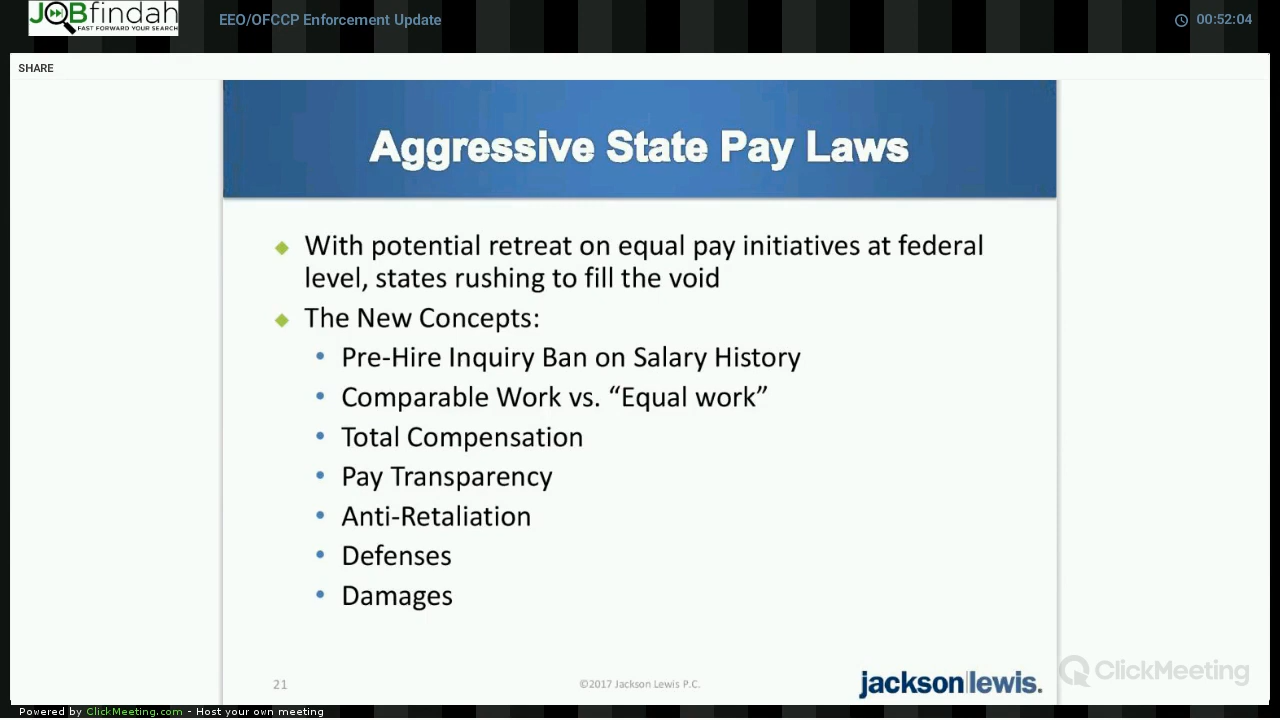 JOBfindah
FAST FORWARD YOUR SEARCH
EEO/OFCCP Enforcement Update
00:52:04
SHARE
Aggressive State Pay Laws
With potential retreat on equal pay initiatives at federal
level, states rushing to fill the void
The New Concepts:
Pre-Hire Inquiry Ban on Salary History
Comparable Work vs. “Equal work”
Total Compensation
Pay Transparency
Anti-Retaliation
Defenses
Damages
21
©2017 Jackson Lewis P.C.
jackson|lewis.
ClickMeeting
Powered by ClickMeeting.com - Host your own meeting